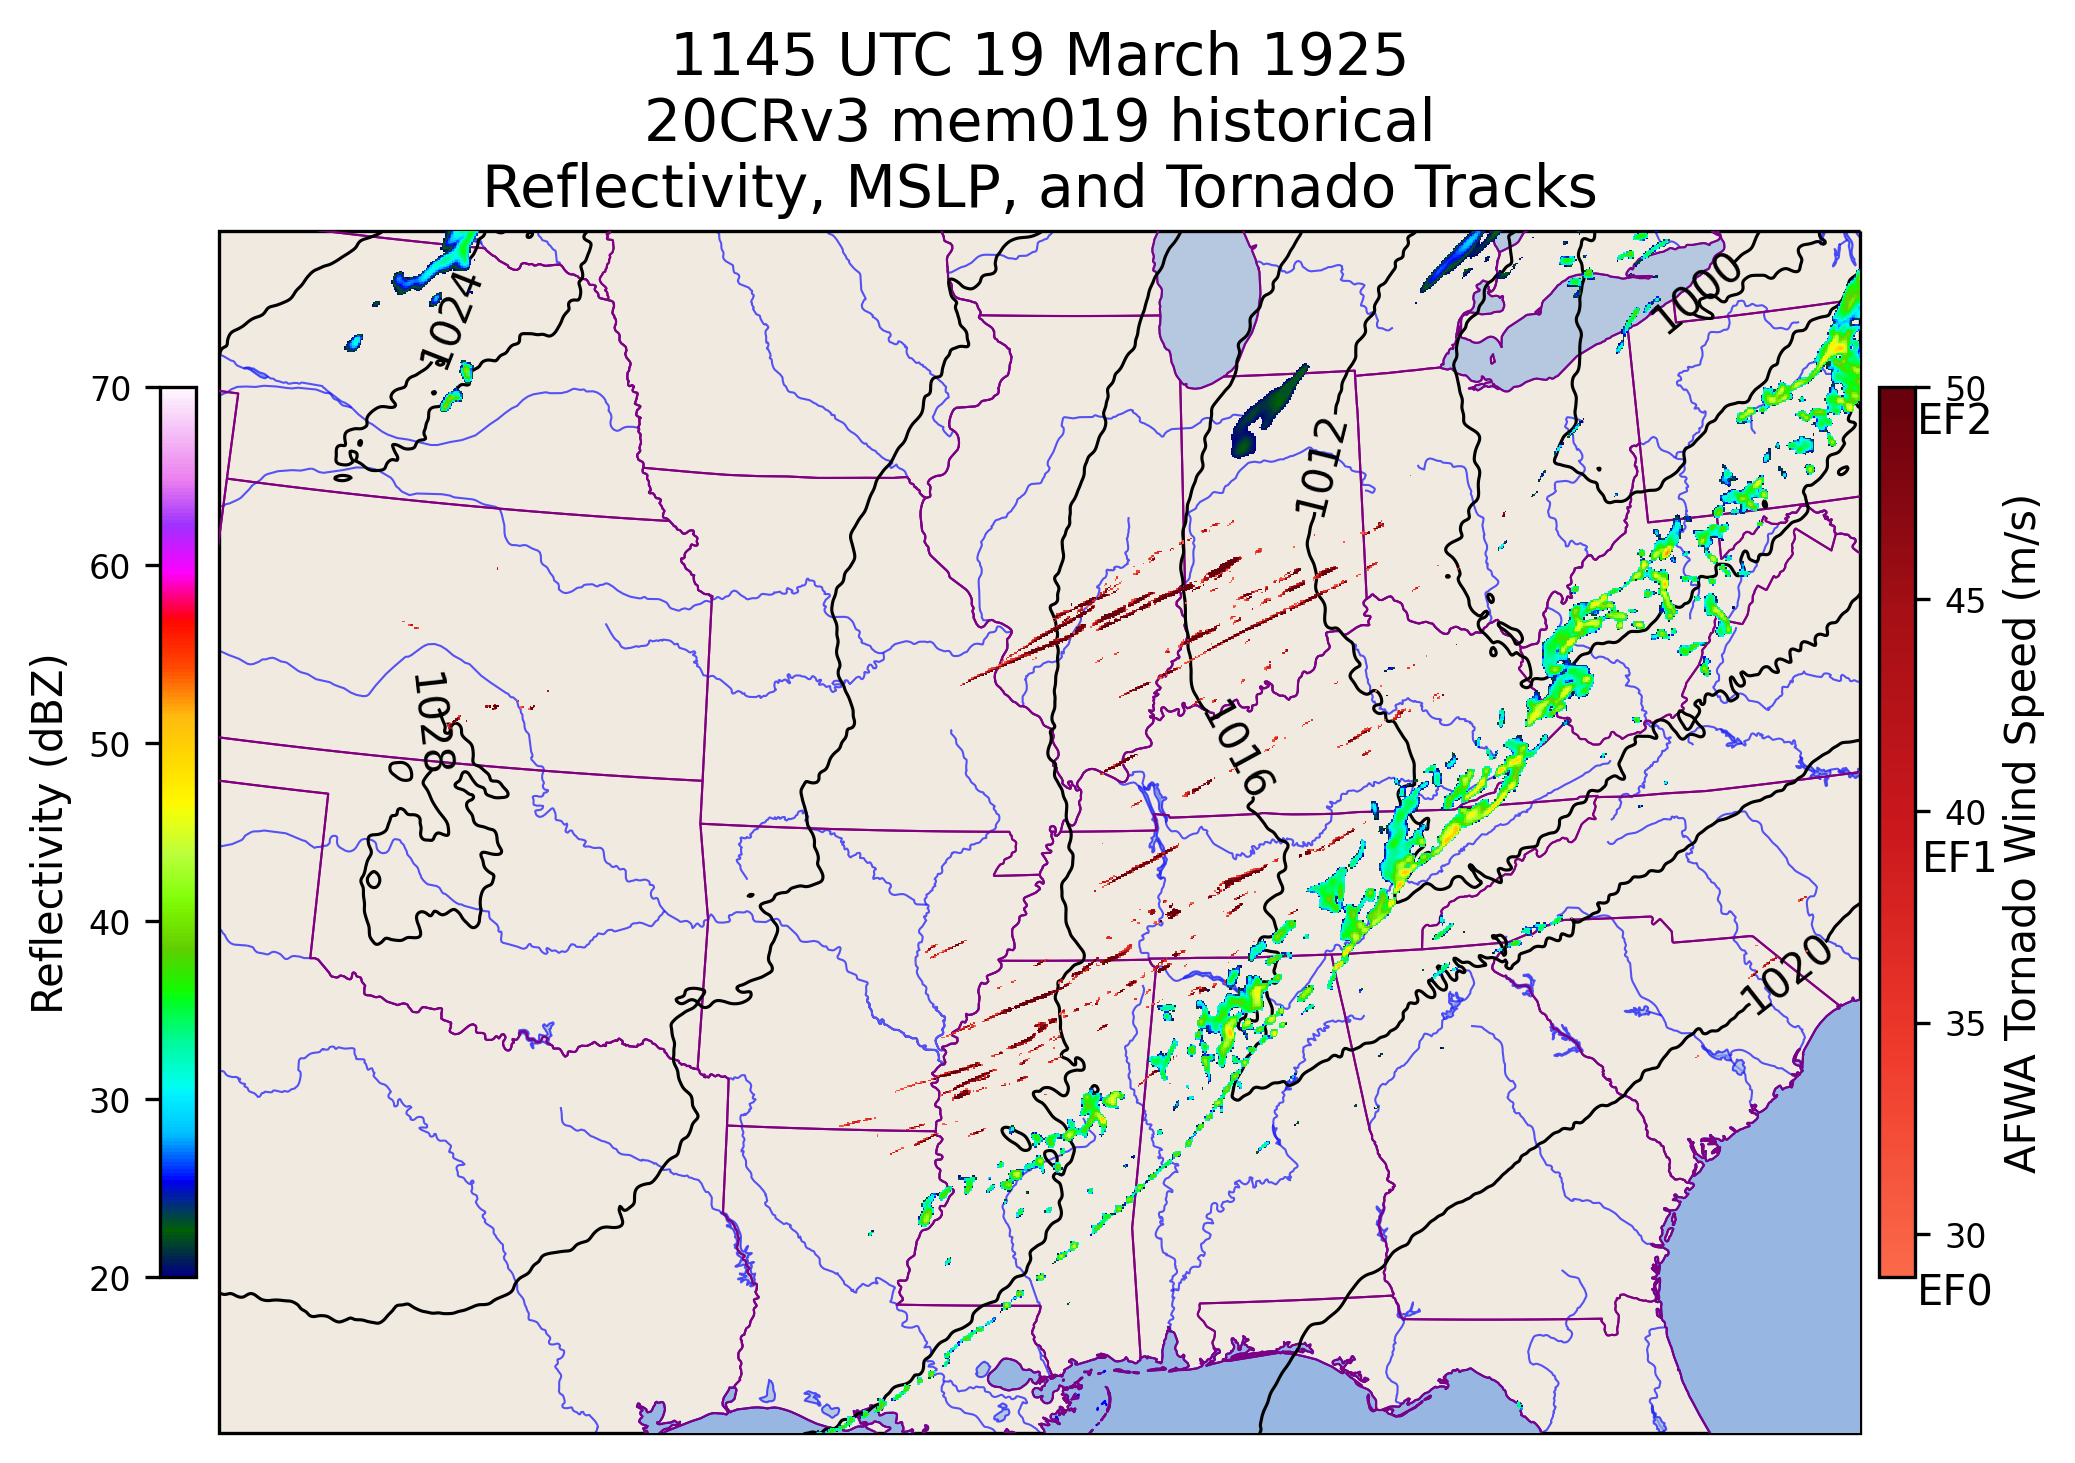 1145 UTC 19 March 1925
20CRv3 mem019 historical
Reflectivity, MSLP, and Tornado Tracks
1000
1024
1012
1028
1016
1020
Reflectivity (dBZ)
70
60
50
40
30
20
50
EF2
45
40
EF1
35
30
EF0
AFWA Tornado Wind Speed (m/s)